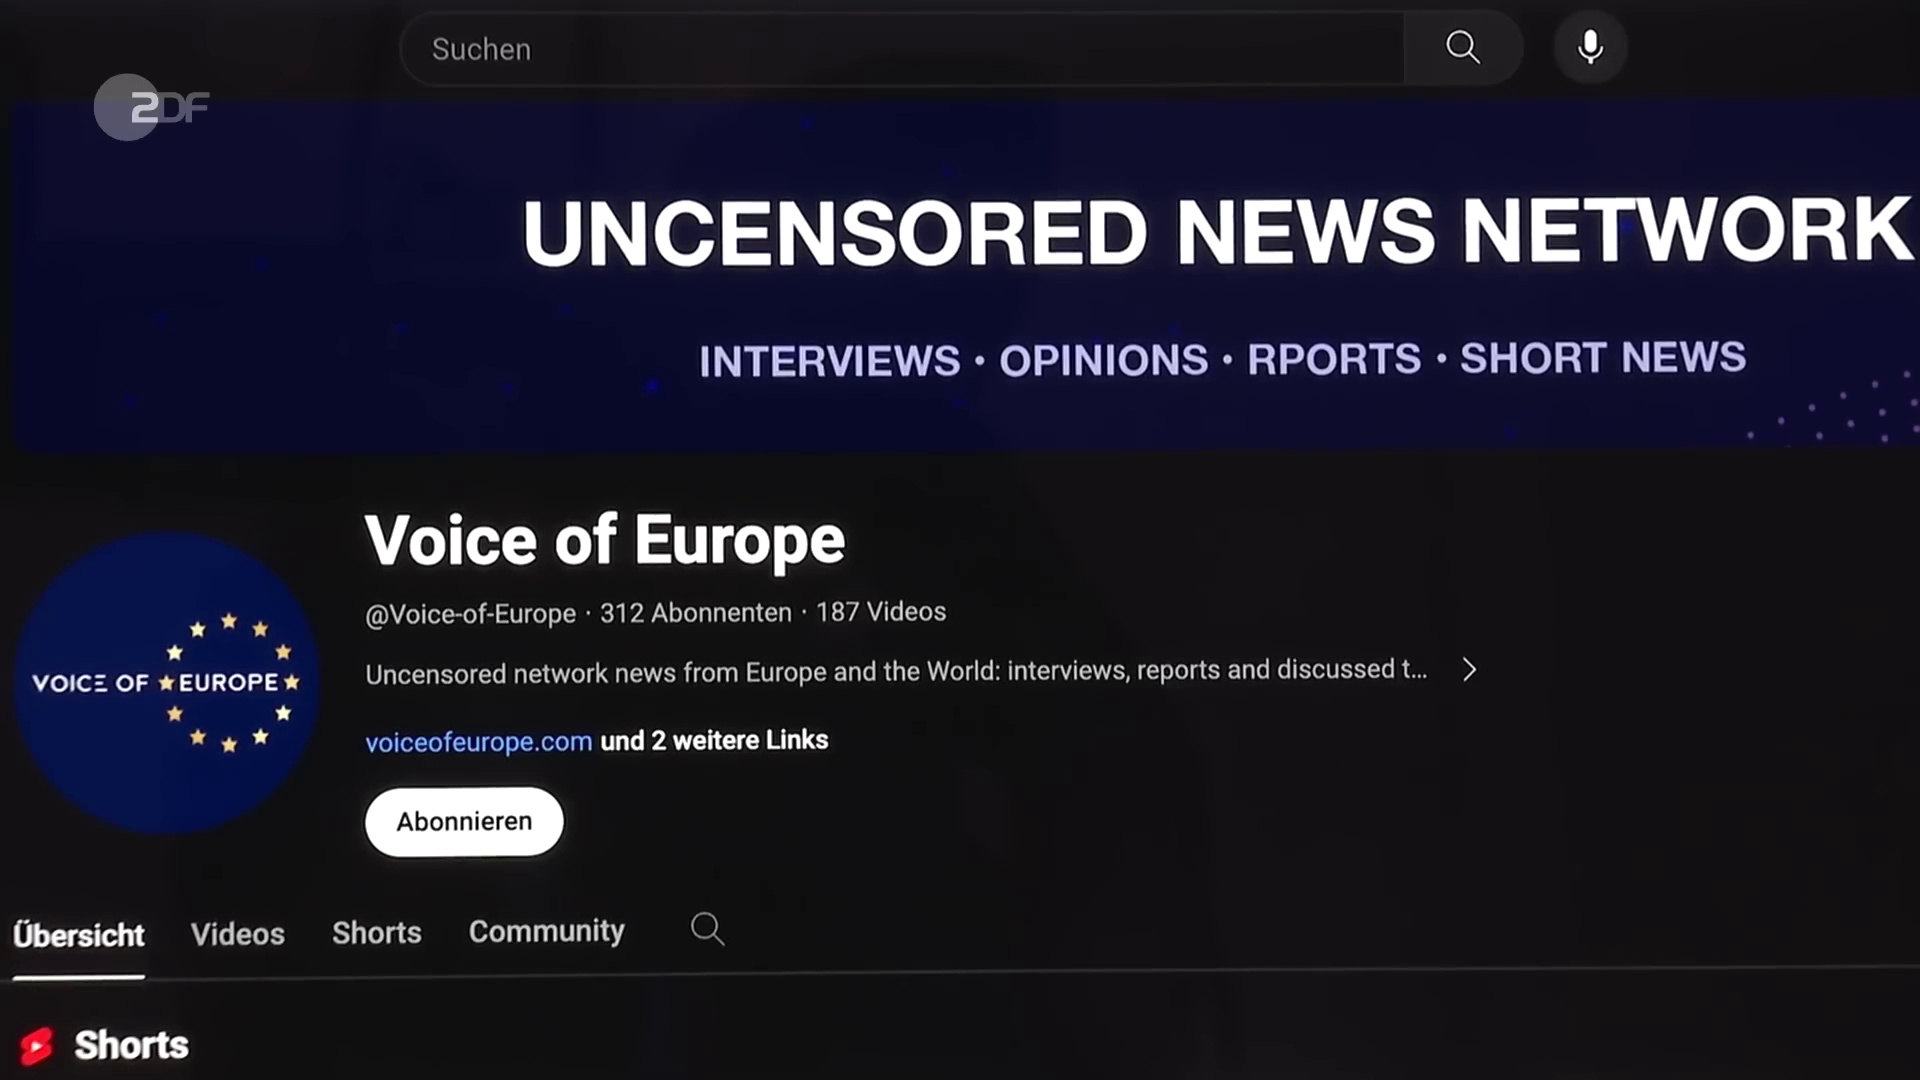 Suchen
ZDF
UNCENSORED NEWS NETWORK
INTERVIEWS • OPINIONS • RPORTS • SHORT NEWS
Voice of Europe
@Voice-of-Europe · 312 Abonnenten · 187 Videos
Uncensored network news from Europe and the World: interviews, reports and discussed t...
VOICE OF EUROPE
voiceofeurope.com und 2 weitere Links
Abonnieren
Übersicht Videos Shorts Community
Shorts